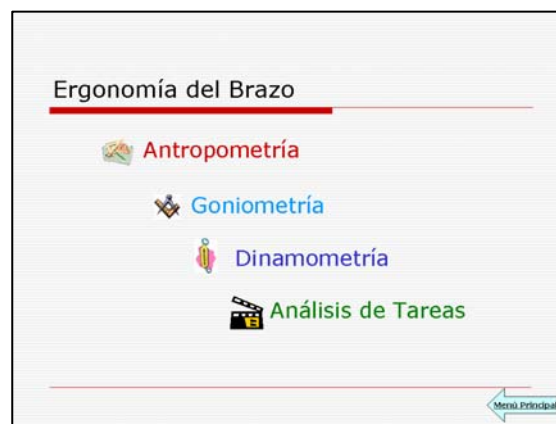 Ergonomía del Brazo
Antropometría
Goniometría
Dinamometría
Análisis de Tareas
Menú Principal